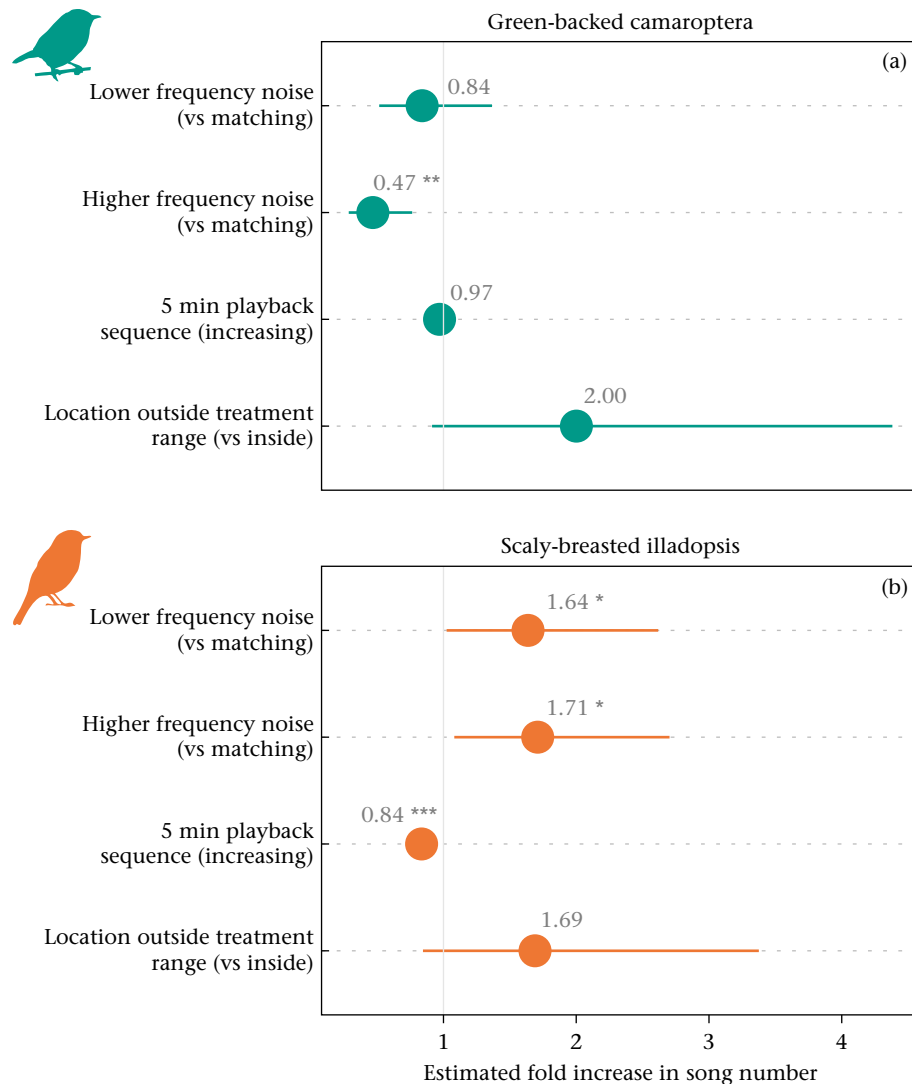 Green-backed camaroptera
(a)
Lower frequency noise
(vs matching)
0.84
Higher frequency noise
(vs matching)
0.47 **
5 min playback
sequence (increasing)
0.97
Location outside treatment
range (vs inside)
2.00
Scaly-breasted illadopsis
(b)
Lower frequency noise
(vs matching)
1.64 *
Higher frequency noise
(vs matching)
1.71 *
5 min playback
sequence (increasing)
0.84 ***
Location outside treatment
range (vs inside)
1.69
1 2 3 4
Estimated fold increase in song number